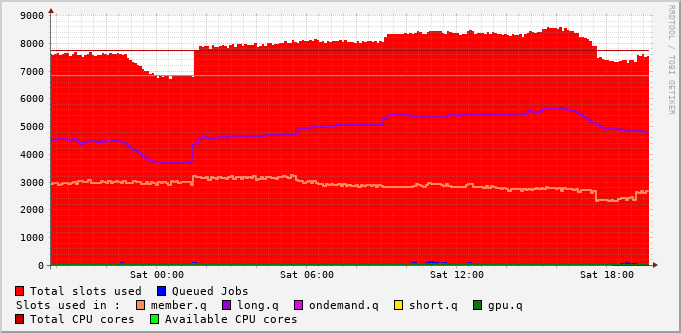 9000
8000
7000
6000
5000
4000
3000
2000
1000
0
Sat 00:00 Sat 06:00 Sat 12:00 Sat 18:00
RRDTOOL / TOBI OETIKER
Total slots used Queued Jobs
Slots used in : member.q long.q ondemand.q short.q gpu.q
Total CPU cores Available CPU cores